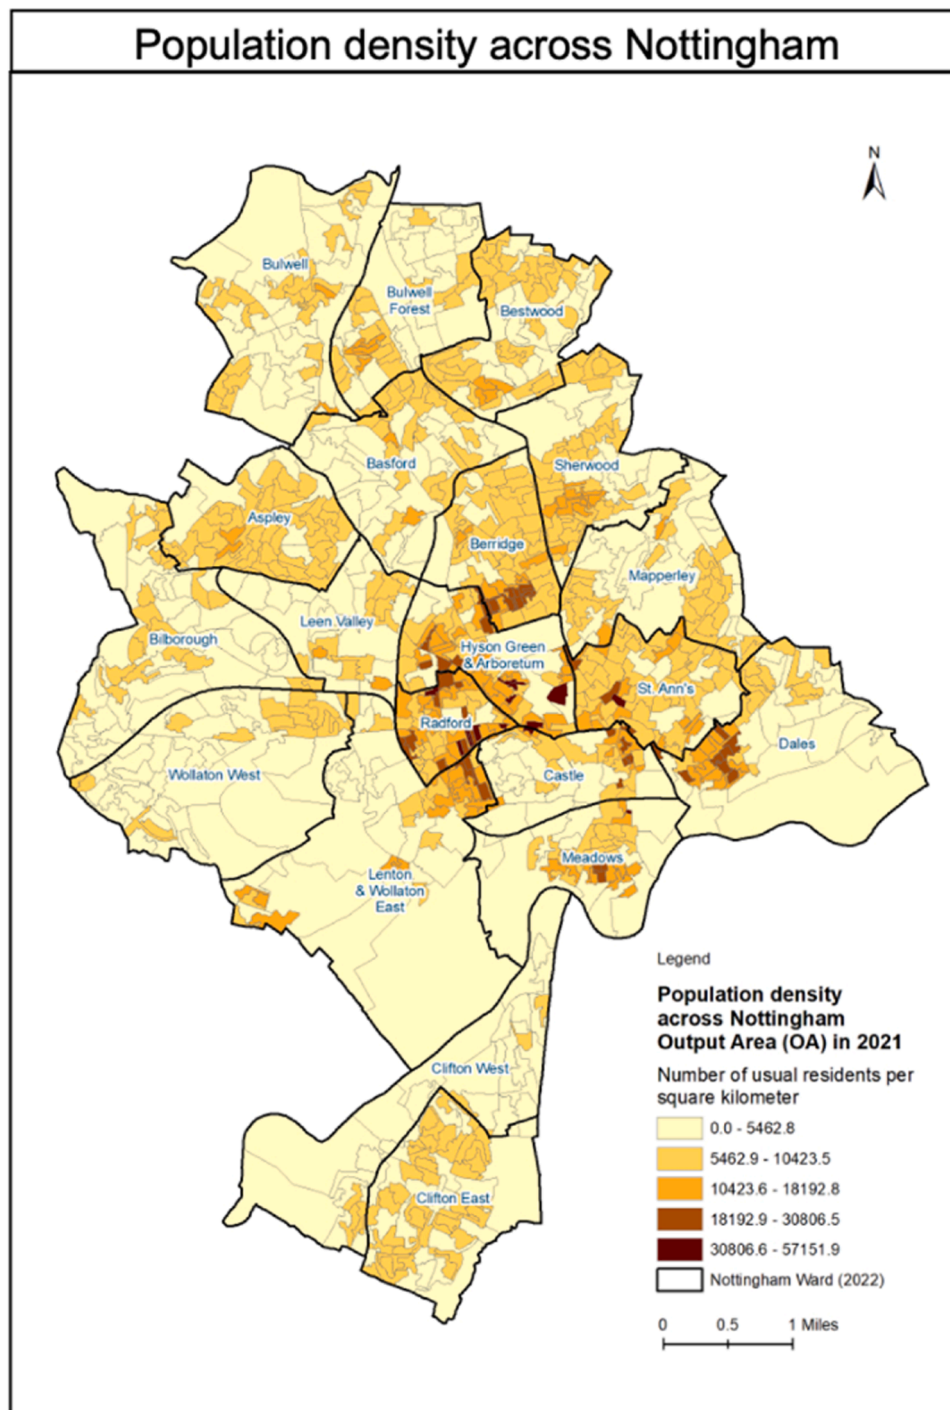 Population density across Nottingham
N
Bulwell
Bulwell
Forest
Bestwood
Basford
Sherwood
Aspley
Berridge
Mapperley
Leen Valley
Bilborough
Hyson Green
& Arboretum
St. Ann's
Radford
Dales
Wollaton West
Castle
Meadows
Lenton
& Wollaton
East
Clifton West
Clifton East
Legend
Population density
across Nottingham
Output Area (OA) in 2021
Number of usual residents per
square kilometer
0.0 - 5462.8
5462.9 - 10423.5
10423.6 - 18192.8
18192.9 - 30806.5
30806.6 - 57151.9
Nottingham Ward (2022)
0 0.5 1 Miles